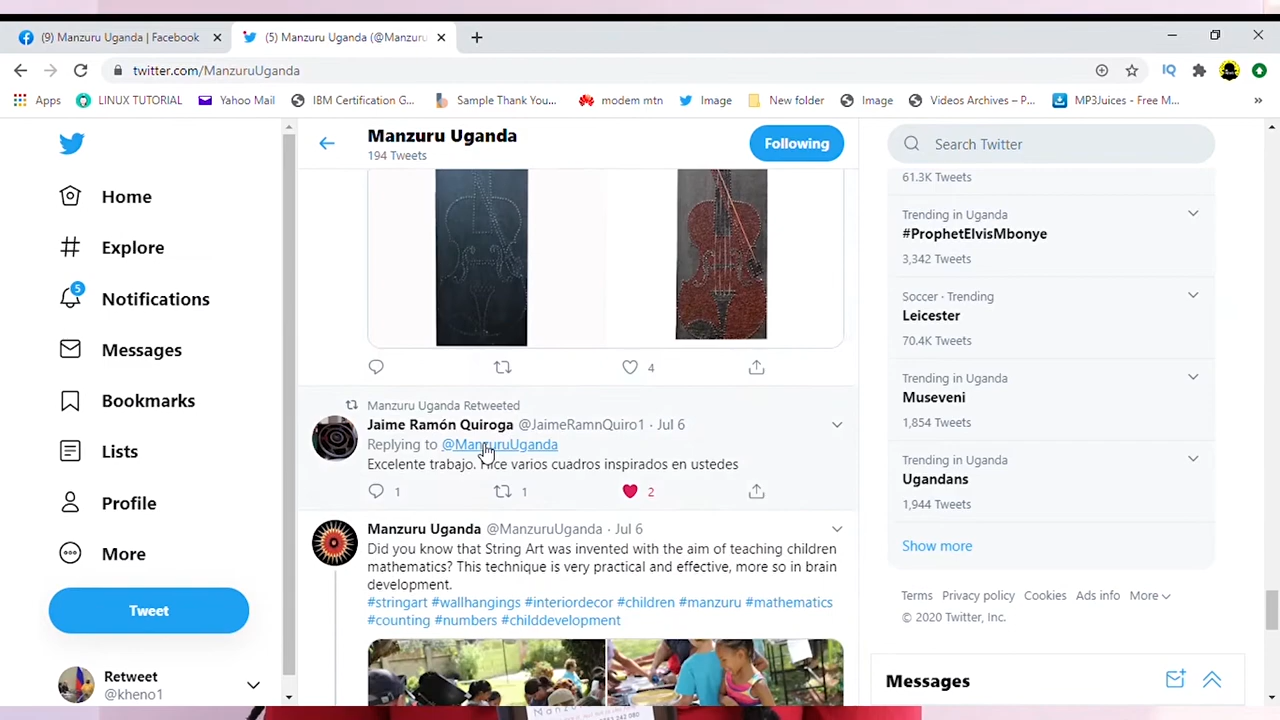 (9) Manzuru Uganda | Facebook
(5) Manzuru Uganda (@Manzuru
twitter.com/ManzuruUganda
Apps
LINUX TUTORIAL
Yahoo Mail
IBM Certification G...
Sample Thank You...
modem mtn
Image
New folder
Image
Videos Archives – P...
MP3Juices - Free M...
Home
Explore
5
Notifications
Messages
Bookmarks
Lists
Profile
More
Tweet
Retweet
@kheno1
Manzuru Uganda
194 Tweets
Following
4
Manzuru Uganda Retweeted
Jaime Ramón Quiroga @JaimeRamnQuiro1 · Jul 6
Replying to @ManzuruUganda
Excelente trabajo. Hice varios cuadros inspirados en ustedes
1 1 2
Manzuru Uganda @ManzuruUganda · Jul 6
Did you know that String Art was invented with the aim of teaching children
mathematics? This technique is very practical and effective, more so in brain
development.
#stringart #wallhangings #interiordecor #children #manzuru #mathematics
#counting #numbers #childdevelopment
Search Twitter
61.3K Tweets
Trending in Uganda
#ProphetElvisMbonye
3,342 Tweets
Soccer · Trending
Leicester
70.4K Tweets
Trending in Uganda
Museveni
1,854 Tweets
Trending in Uganda
Ugandans
1,944 Tweets
Show more
Terms Privacy policy Cookies Ads info More
© 2020 Twitter, Inc.
Messages